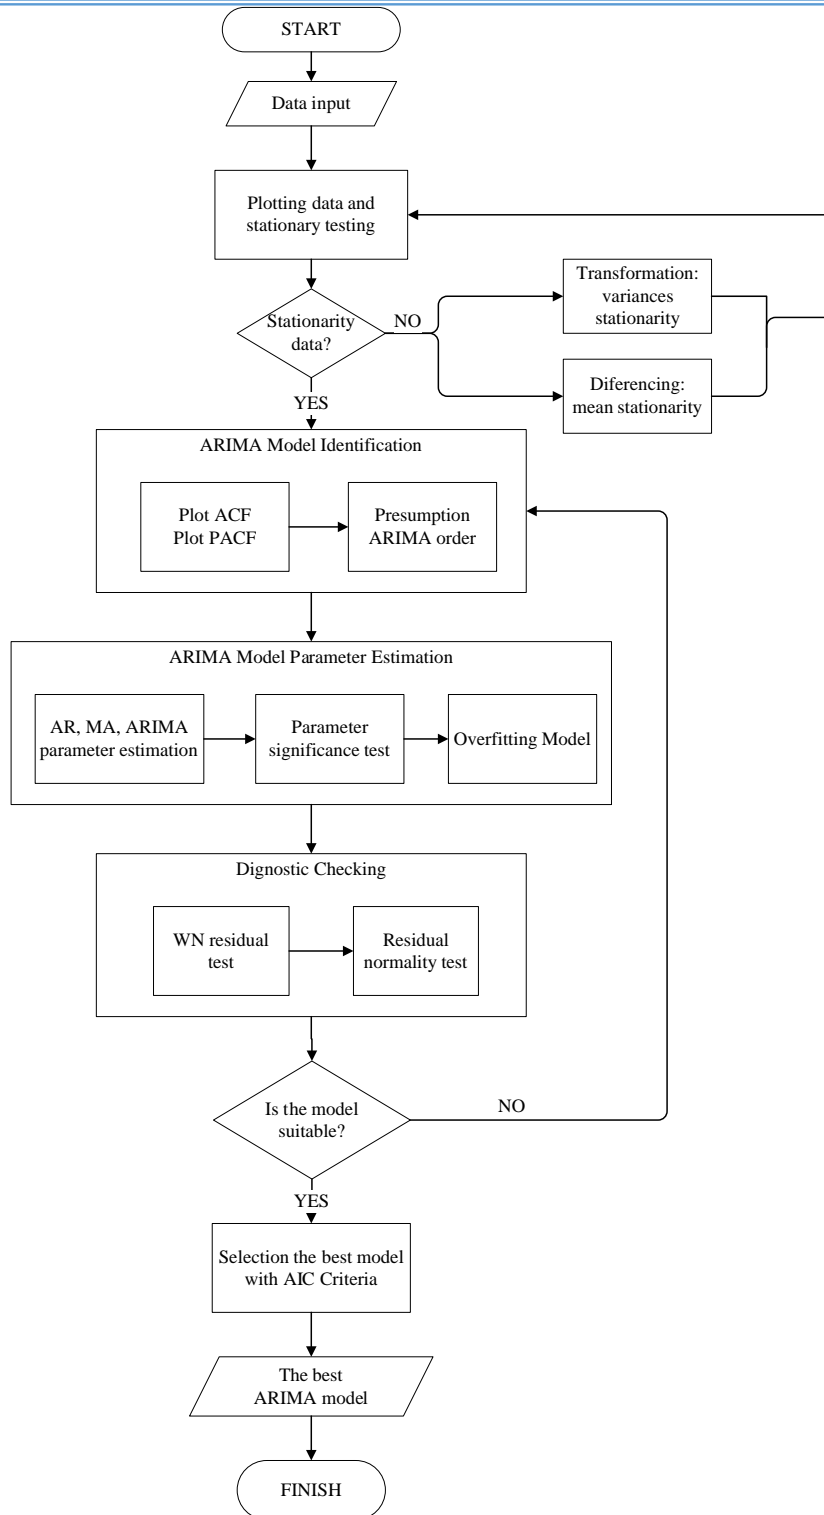 START
Data input
Plotting data and
stationary testing
Stationarity
data?
NO
Transformation:
variances
stationarity
Diferencing:
mean stationarity
YES
ARIMA Model Identification
Plot ACF
Plot PACF
Presumption
ARIMA order
ARIMA Model Parameter Estimation
AR, MA, ARIMA
parameter estimation
Parameter
significance test
Overfitting Model
Dignostic Checking
WN residual
test
Residual
normality test
Is the model
suitable?
NO
YES
Selection the best model
with AIC Criteria
The best
ARIMA model
FINISH